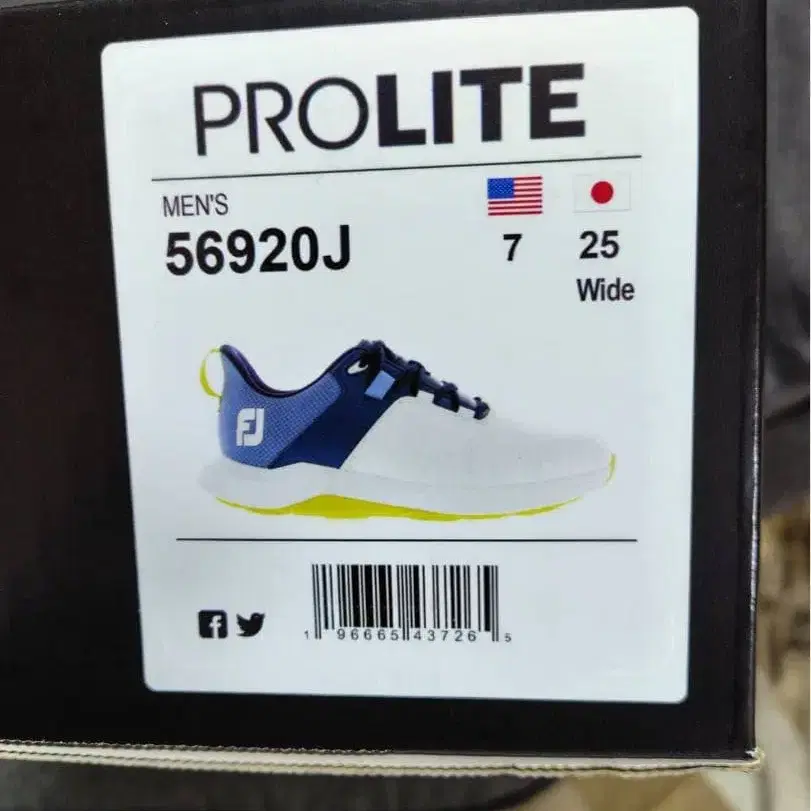 PROLITE
MEN'S
56920J
7 25
Wide
FJ
1 96665 43726 5